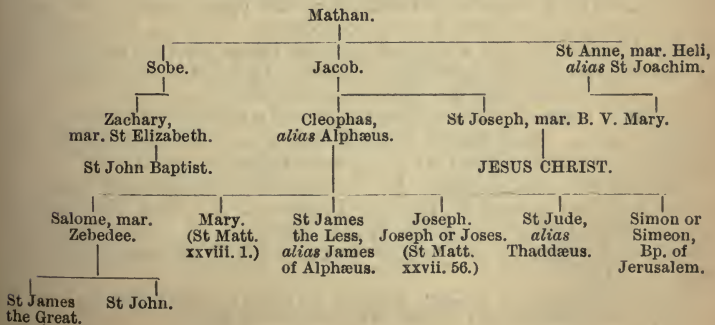 Mathan.
St Anne, mar. Heli,
Sobe. Jacob. alias St Joachim.
Zachary, Cleophas, St Joseph, mar. B. V. Mary.
mar. St Elizabeth. alias Alphæus.
St John Baptist. JESUS CHRIST.
Salome, mar. Mary. St James Joseph. St Jude, Simon or
Zebedee. (St Matt. the Less, Joseph or Joses. alias Simeon,
xxviii. 1.) alias James (St Matt. Thaddæus. Bp. of
of Alphæus. xxvii. 56.) Jerusalem.
St James St John.
the Great.